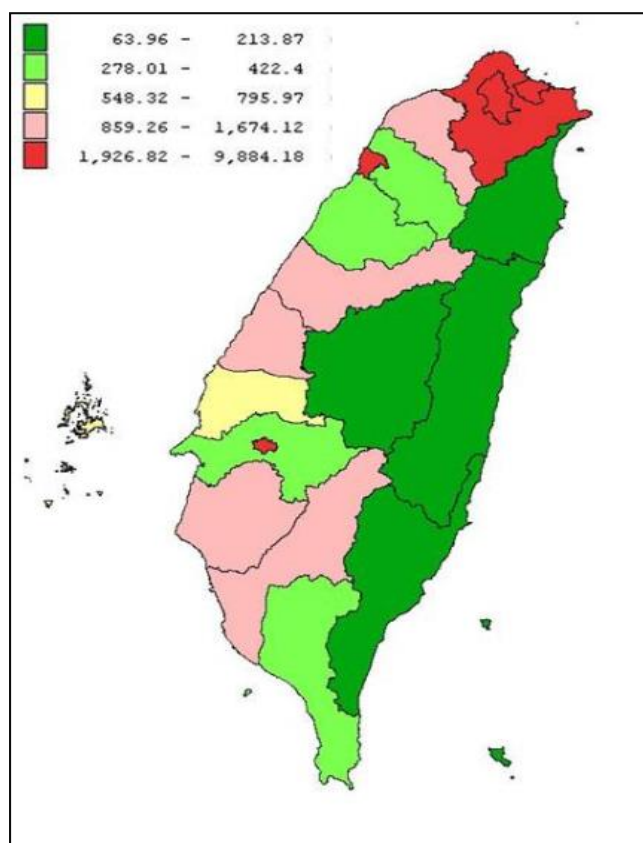 63.96 - 213.87
278.01 - 422.4
548.32 - 795.97
859.26 - 1,674.12
1,926.82 - 9,884.18